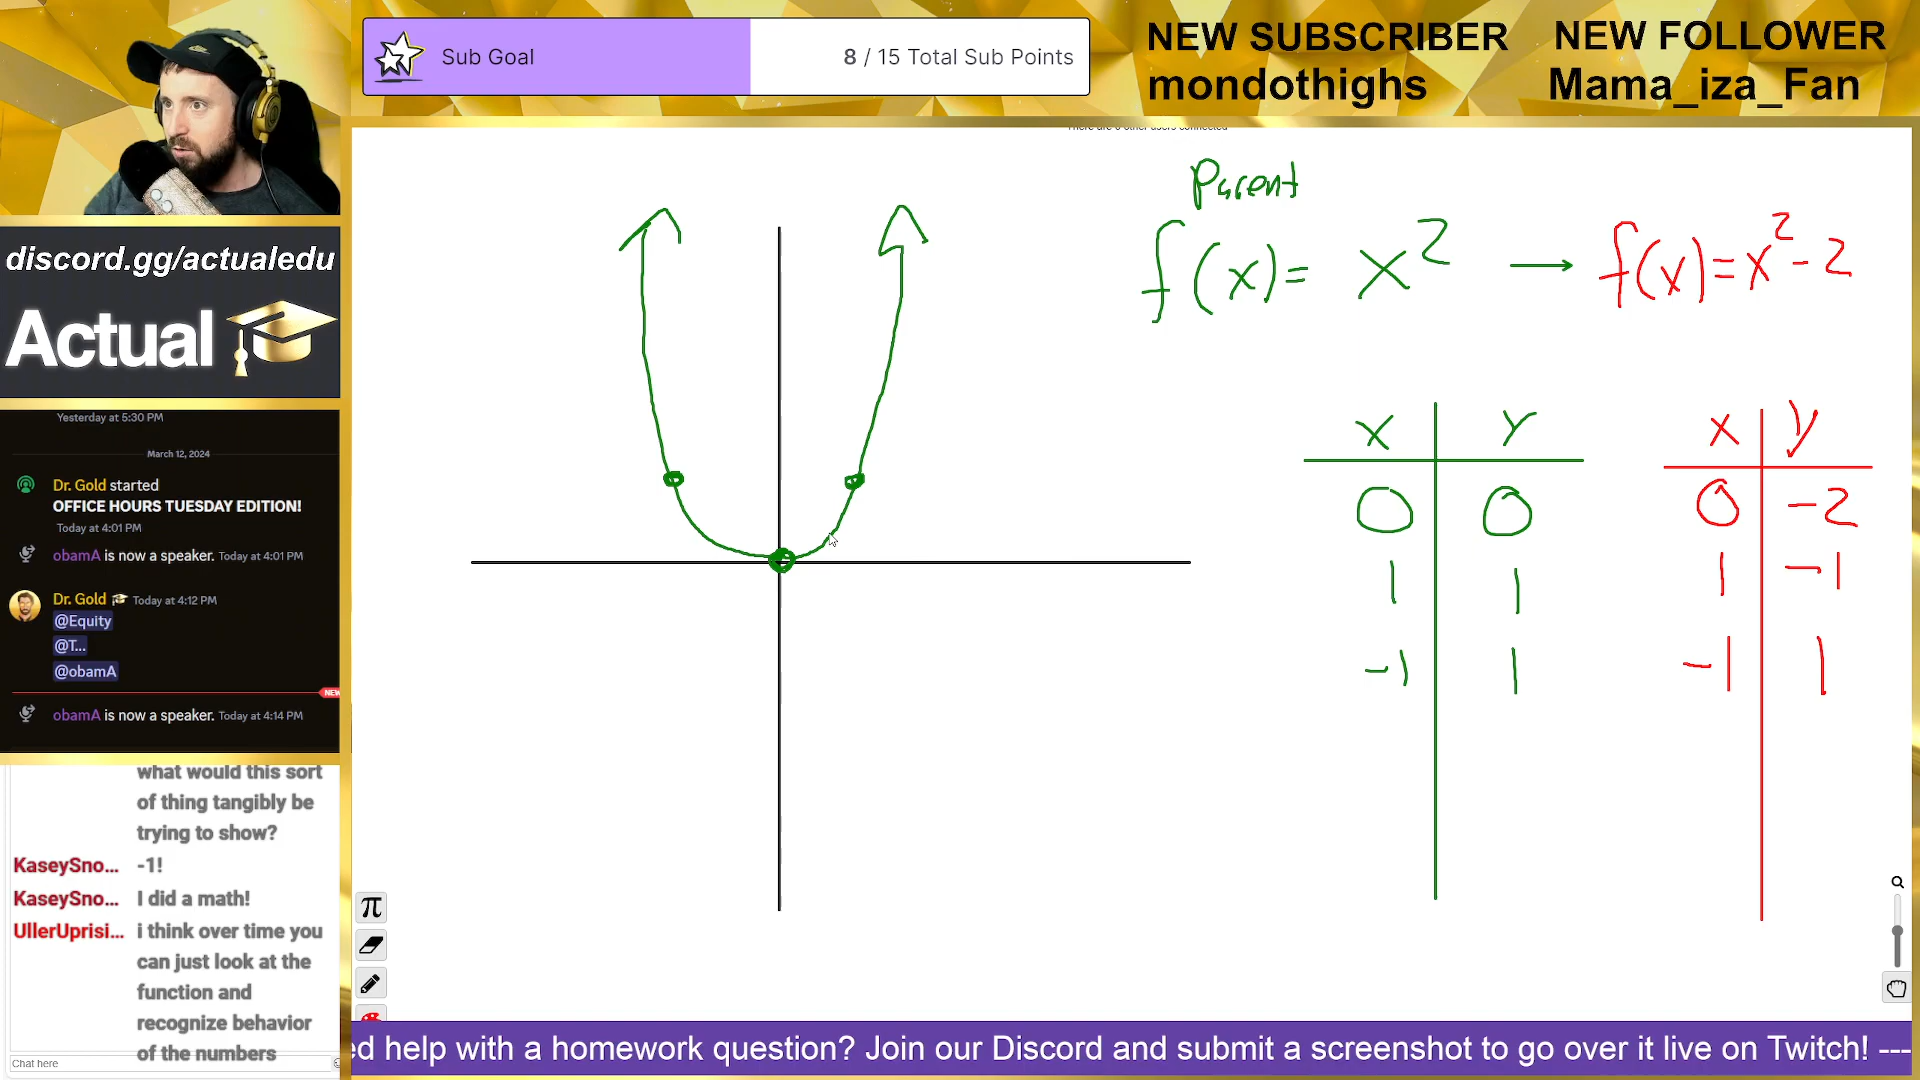 Sub Goal
8 / 15 Total Sub Points
NEW SUBSCRIBER
mondothighs
NEW FOLLOWER
Mama_iza_Fan
discord.gg/actualedu
Actual
Yesterday at 5:30 PM
March 12, 2024
Dr. Gold started
OFFICE HOURS TUESDAY EDITION!
Today at 4:01 PM
obamA is now a speaker. Today at 4:01 PM
Dr. Gold Today at 4:12 PM
@Equity
@T...
@obamA
NEW
obamA is now a speaker. Today at 4:14 PM
what would this sort
of thing tangibly be
trying to show?
KaseySno... -1!
KaseySno... I did a math!
UllerUprisi... i think over time you
can just look at the
function and
recognize behavior
of the numbers
Chat here
Parent
f(x)= x² → f(x)=x²-2
x y
0 0
1 1
-1 1
x y
0 -2
1 -1
-1 1
π
ed help with a homework question? Join our Discord and submit a screenshot to go over it live on Twitch! ---